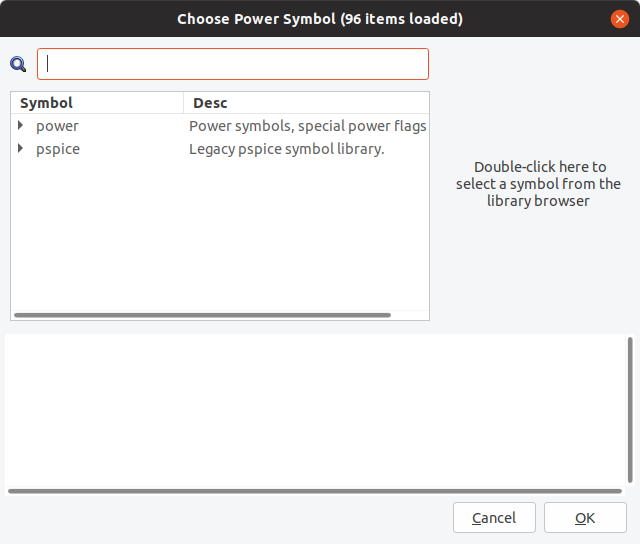 Choose Power Symbol (96 items loaded)
Symbol Desc
power Power symbols, special power flags
pspice Legacy pspice symbol library.
Double-click here to
select a symbol from the
library browser
Cancel OK